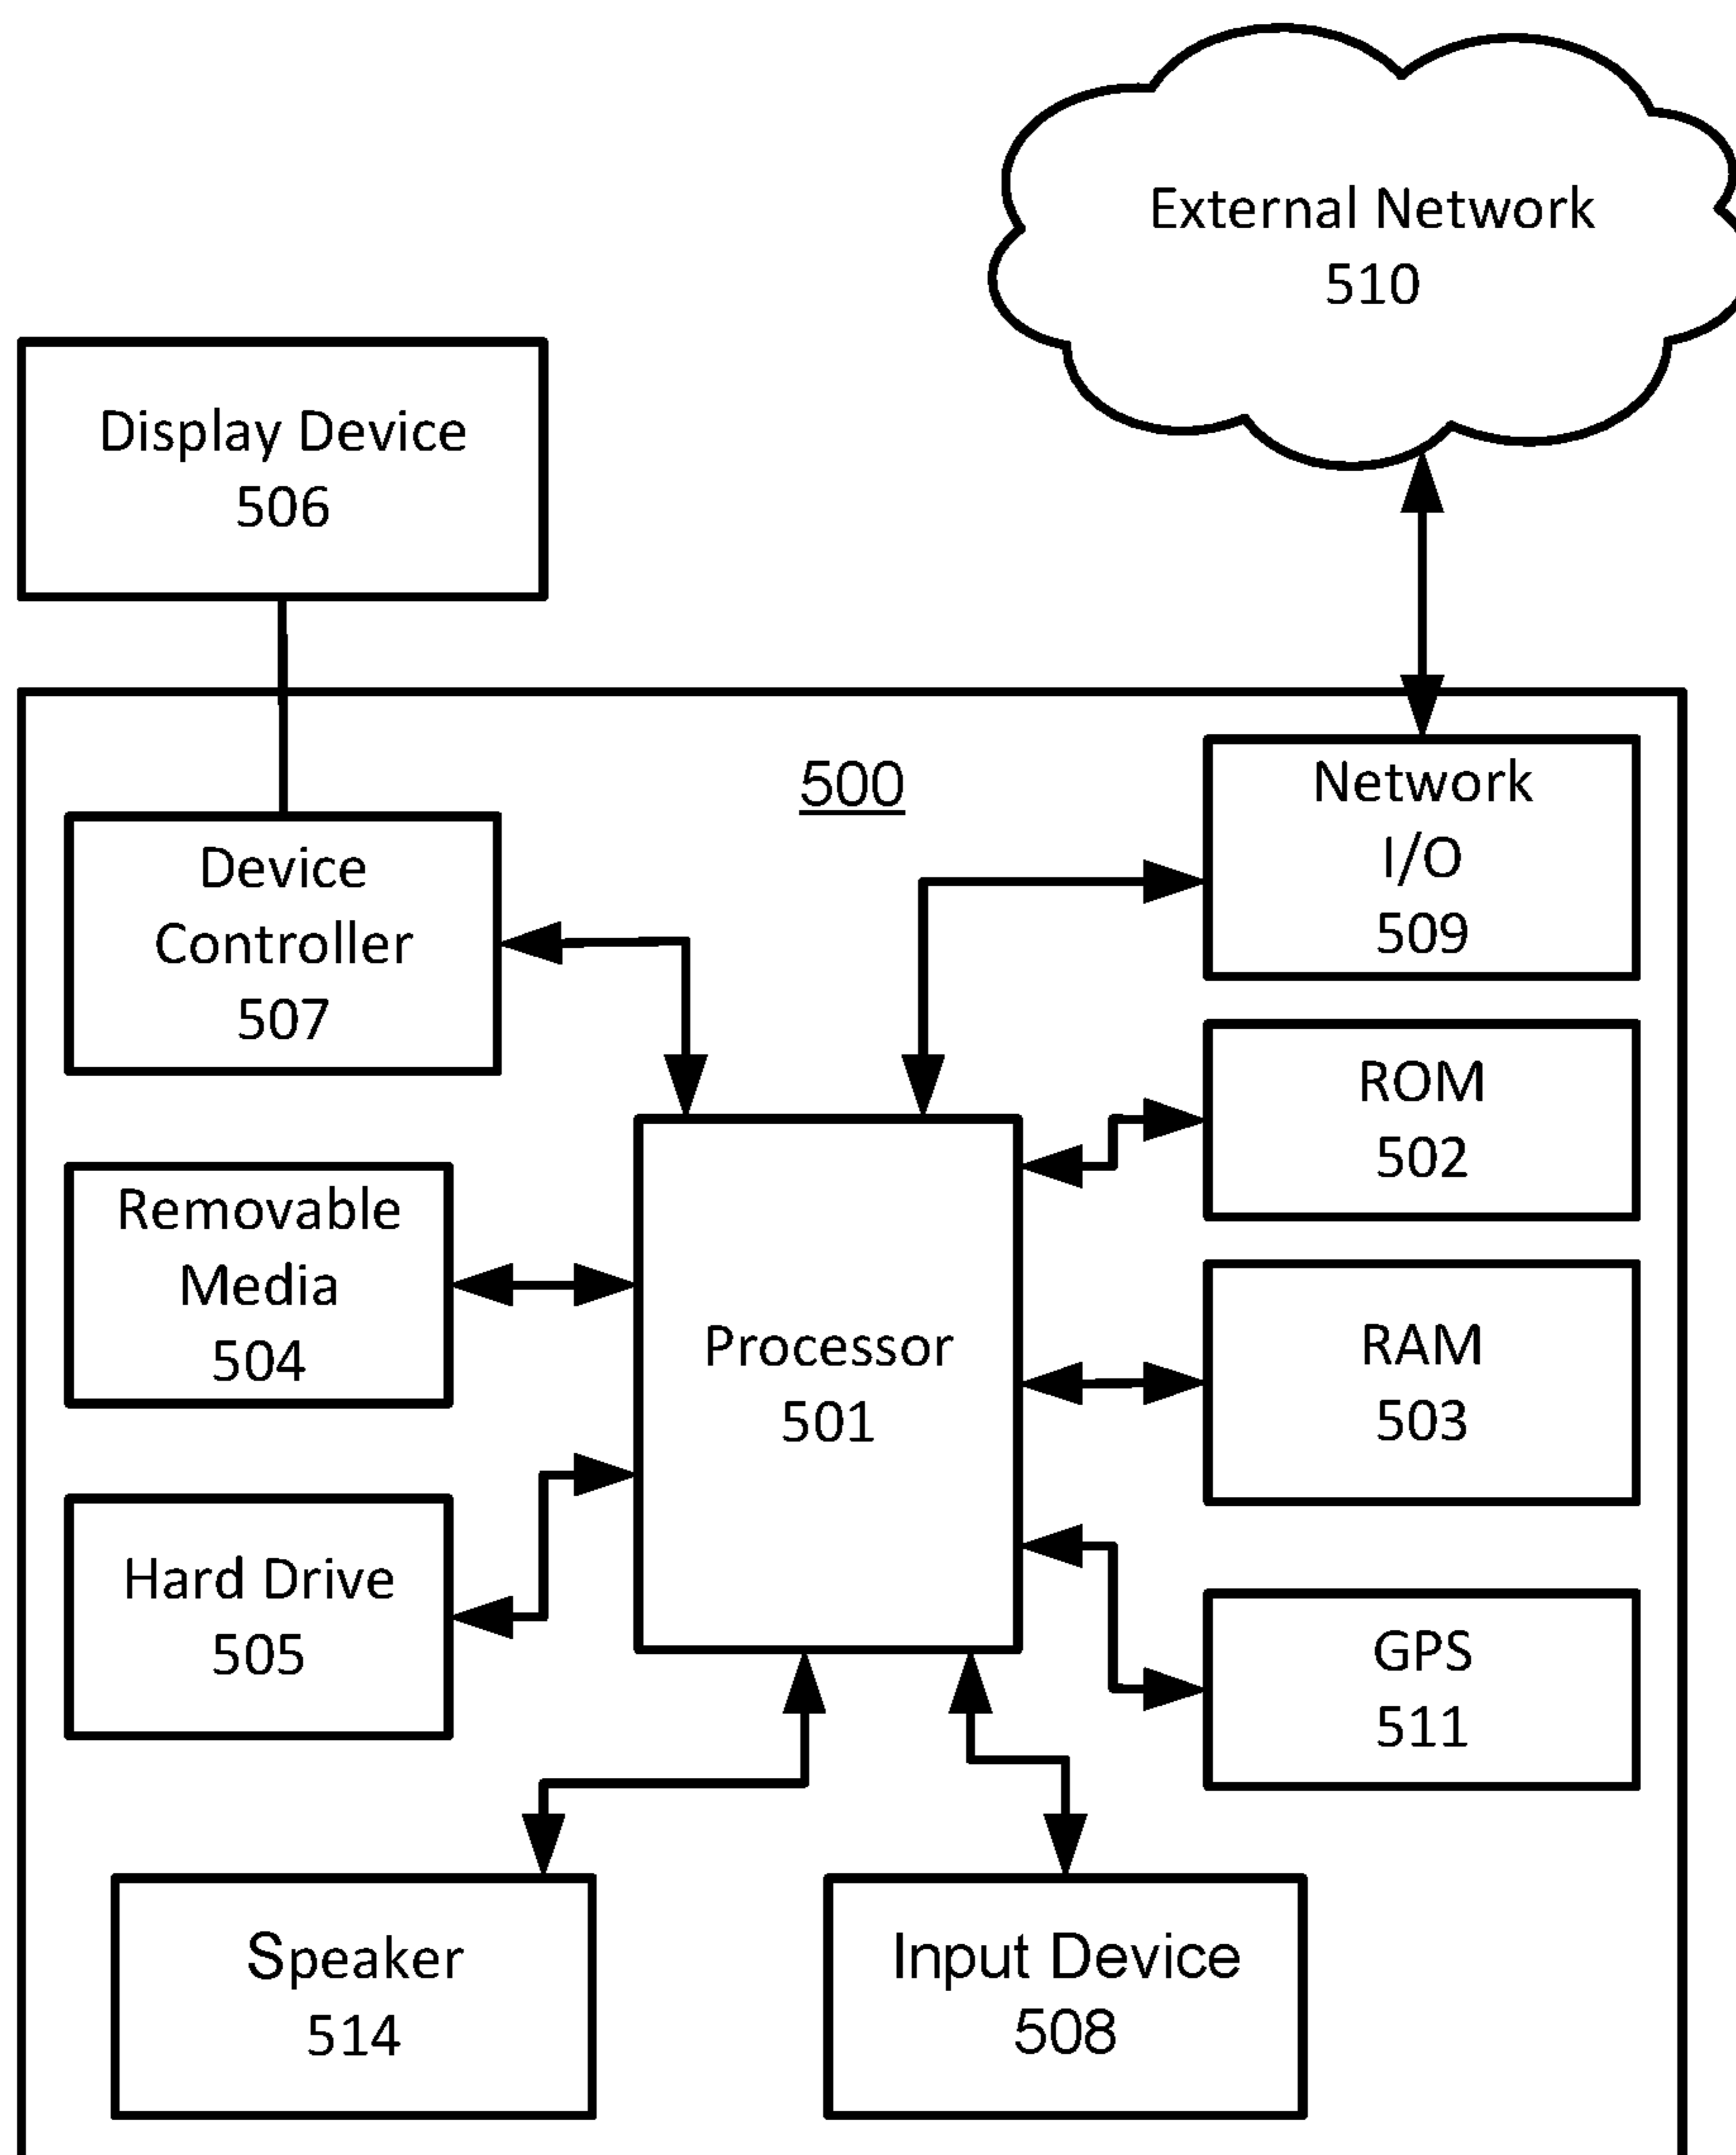 External Network
510
Display Device
506
500
Network
I/O
509
Device
Controller
507
ROM
502
Removable
Media
504
Processor
501
RAM
503
Hard Drive
505
GPS
511
Speaker
514
Input Device
508